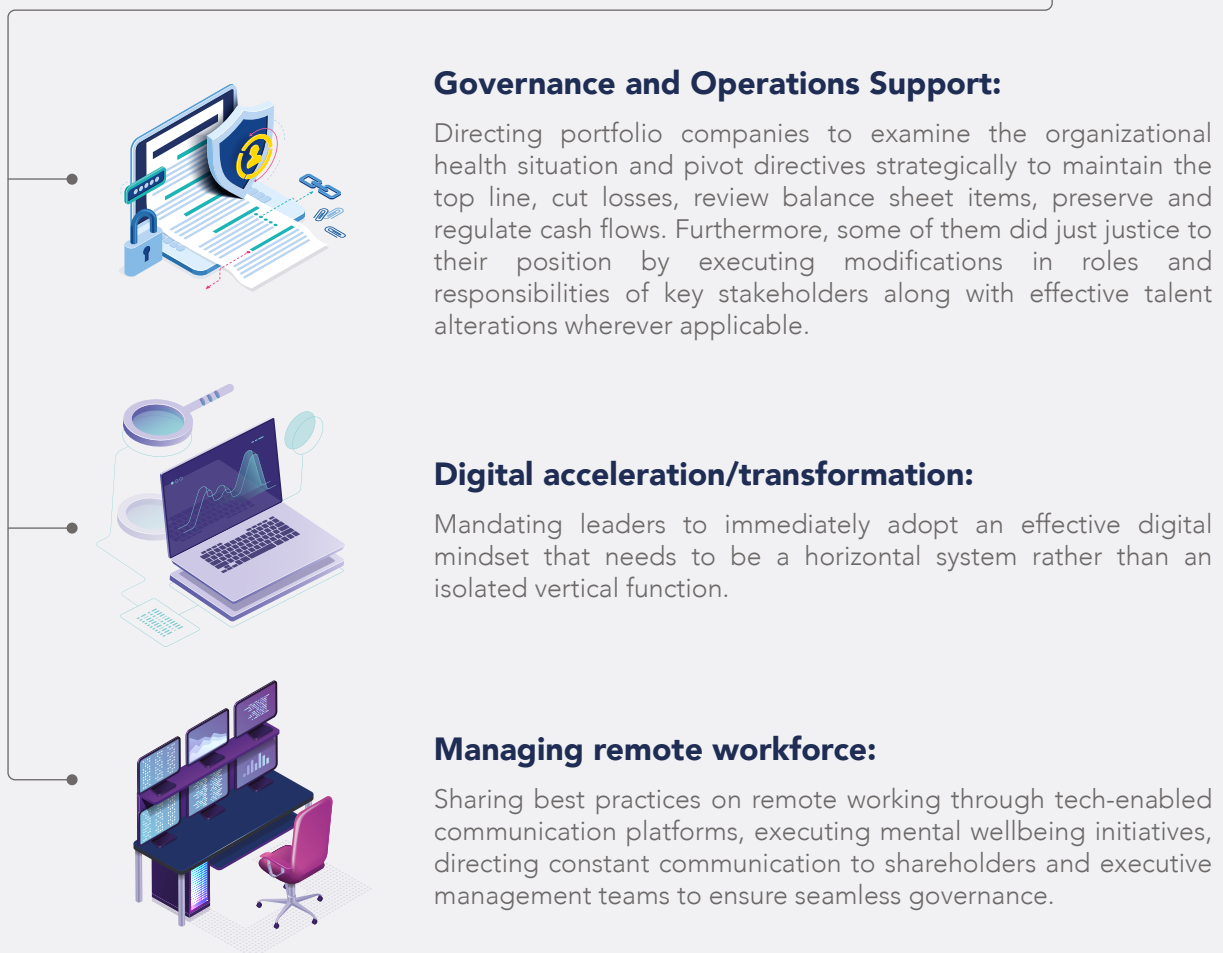 Governance and Operations Support:
Directing portfolio companies to examine the organizational
health situation and pivot directives strategically to maintain the
top line, cut losses, review balance sheet items, preserve and
regulate cash flows. Furthermore, some of them did just justice to
their position by executing modifications in roles and
responsibilities of key stakeholders along with effective talent
alterations wherever applicable.
Digital acceleration/transformation:
Mandating leaders to immediately adopt an effective digital
mindset that needs to be a horizontal system rather than an
isolated vertical function.
Managing remote workforce:
Sharing best practices on remote working through tech-enabled
communication platforms, executing mental wellbeing initiatives,
directing constant communication to shareholders and executive
management teams to ensure seamless governance.